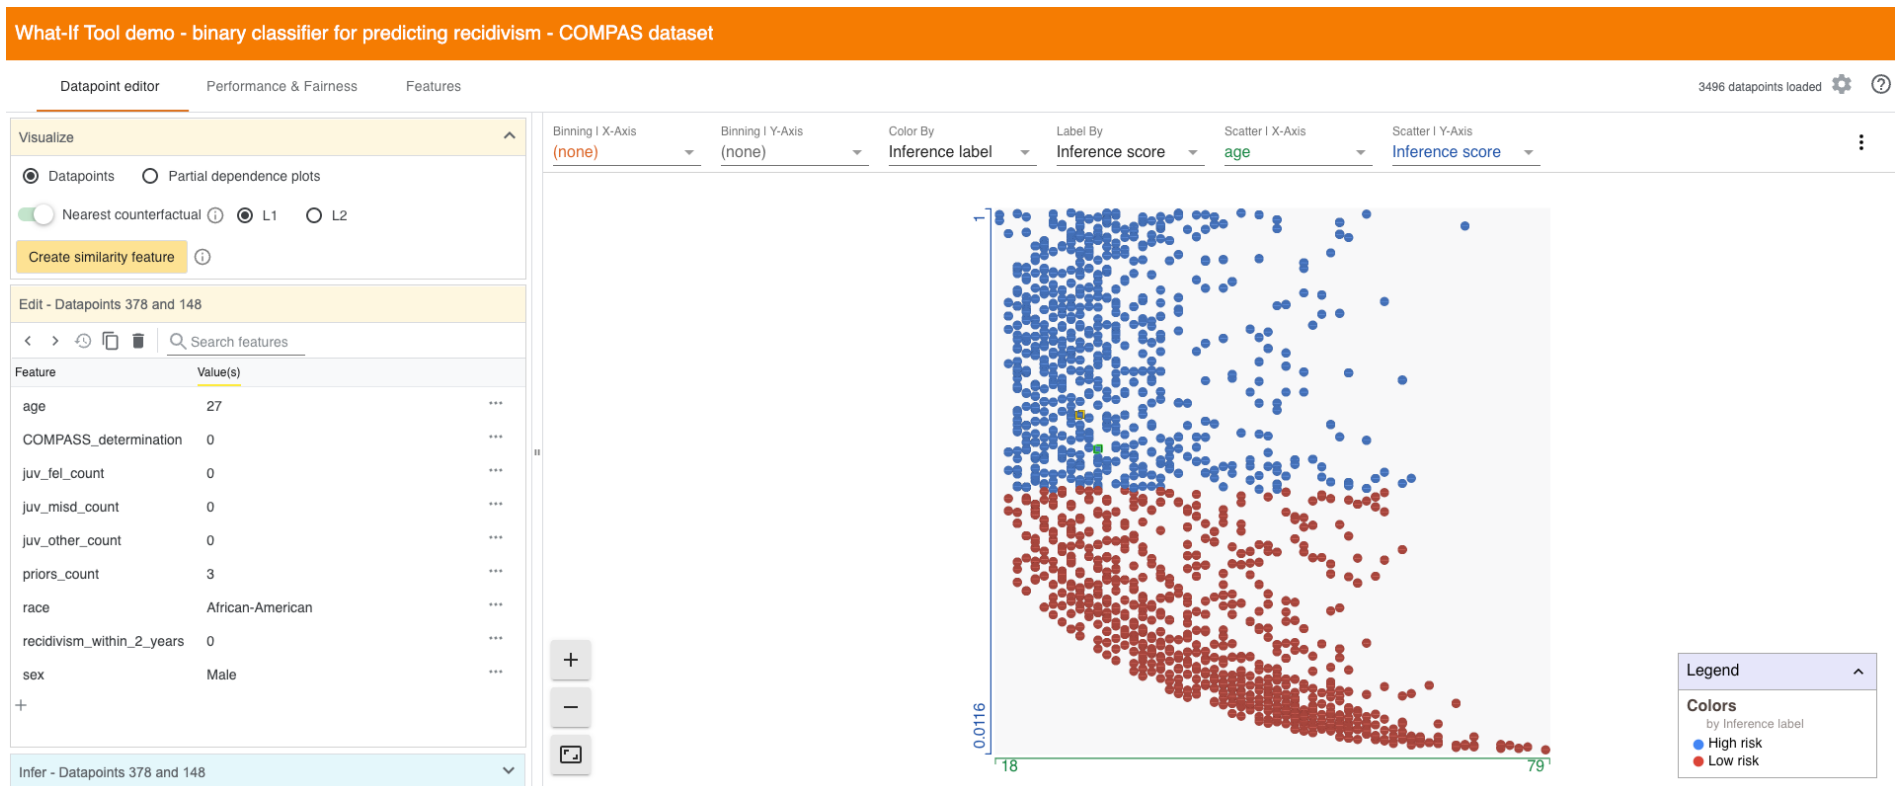 What-If Tool demo - binary classifier for predicting recidivism - COMPAS dataset
Datapoint editor
Performance & Fairness
Features
3496 datapoints loaded
Visualize
Datapoints
Partial dependence plots
Nearest counterfactual
L1
L2
Create similarity feature
Edit - Datapoints 378 and 148
Search features
Feature Value(s)
age 27
COMPASS_determination 0
juv_fel_count 0
juv_misd_count 0
juv_other_count 0
priors_count 3
race African-American
recidivism_within_2_years 0
sex Male
Infer - Datapoints 378 and 148
Binning | X-Axis
(none)
Binning | Y-Axis
(none)
Color By
Inference label
Label By
Inference score
Scatter | X-Axis
age
Scatter | Y-Axis
Inference score
1
0.0116
18
79
Legend
Colors
by Inference label
High risk
Low risk